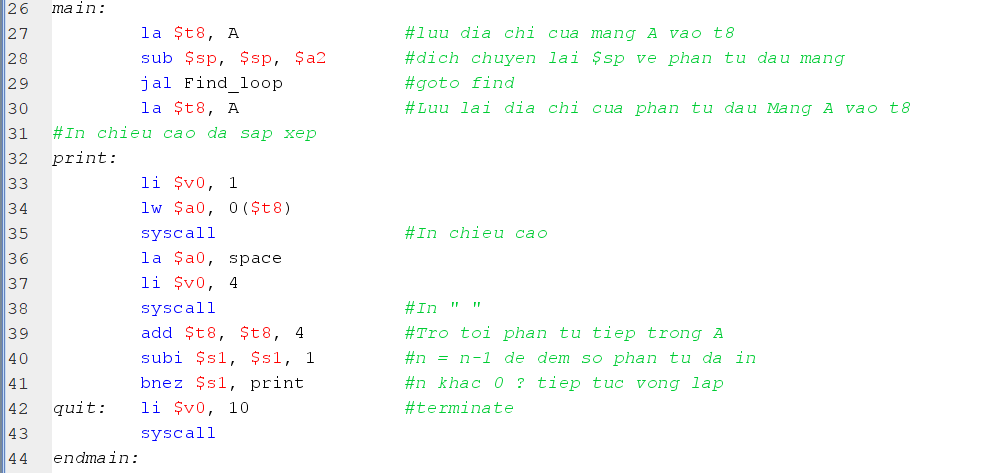 26 main:
27 la $t8, A #luu dia chi cua mang A vao t8
28 sub $sp, $sp, $a2 #dich chuyen lai $sp ve phan tu dau mang
29 jal Find_loop #goto find
30 la $t8, A #Luu lai dia chi cua phan tu dau Mang A vao t8
31 #In chieu cao da sap xep
32 print:
33 li $v0, 1
34 lw $a0, 0($t8)
35 syscall #In chieu cao
36 la $a0, space
37 li $v0, 4
38 syscall #In " "
39 add $t8, $t8, 4 #Tro toi phan tu tiep trong A
40 subi $s1, $s1, 1 #n = n-1 de dem so phan tu da in
41 bnez $s1, print #n khac 0 ? tiep tuc vong lap
42 quit: li $v0, 10 #terminate
43 syscall
44 endmain: